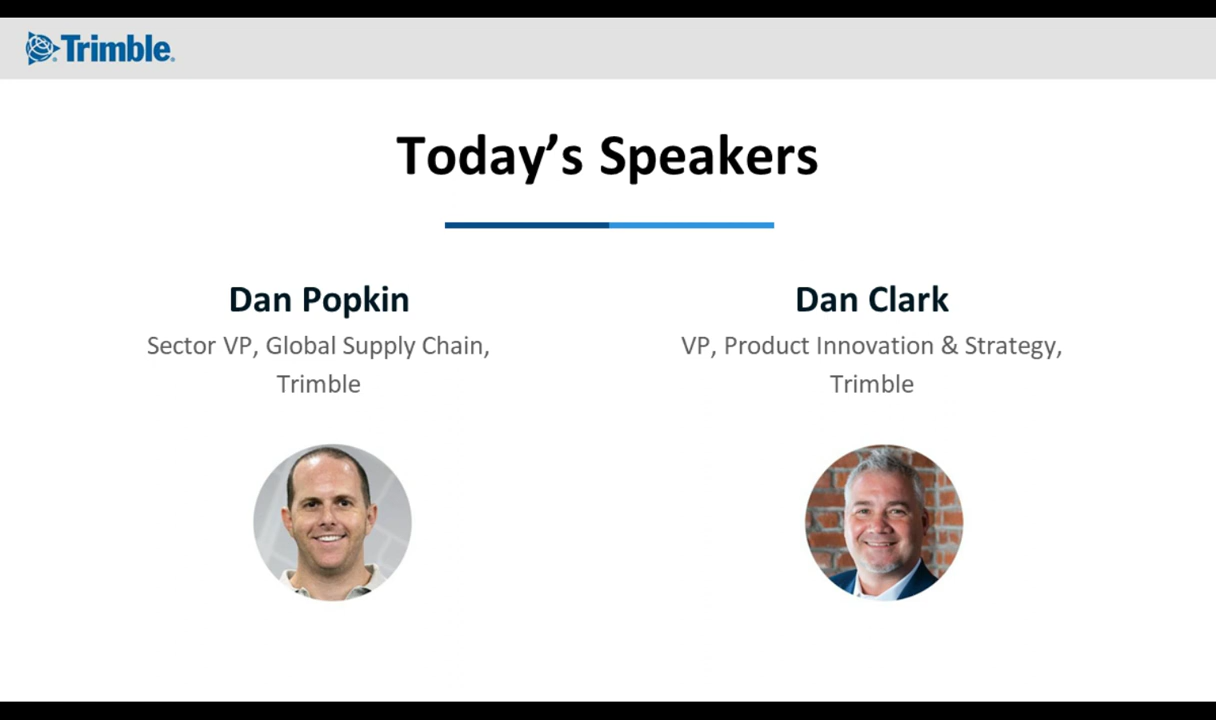 Trimble
Today's Speakers
Dan Popkin
Sector VP, Global Supply Chain,
Trimble
Dan Clark
VP, Product Innovation & Strategy,
Trimble